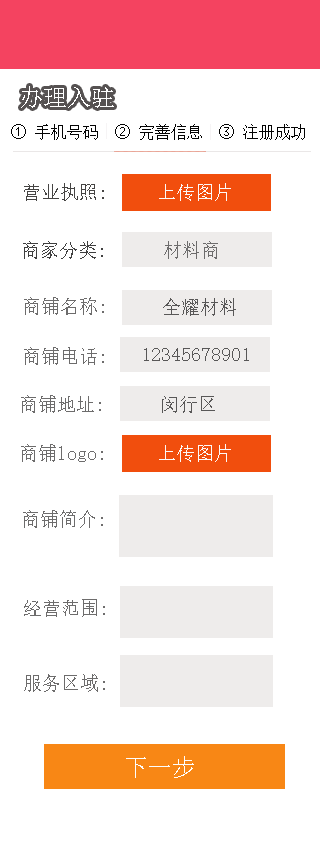 办理入驻
① 手机号码 ② 完善信息 ③ 注册成功
营业执照: 上传图片
商家分类: 材料商
商铺名称: 全耀材料
商铺电话: 12345678901
商铺地址: 闵行区
商铺logo: 上传图片
商铺简介:
经营范围:
服务区域:
下一步